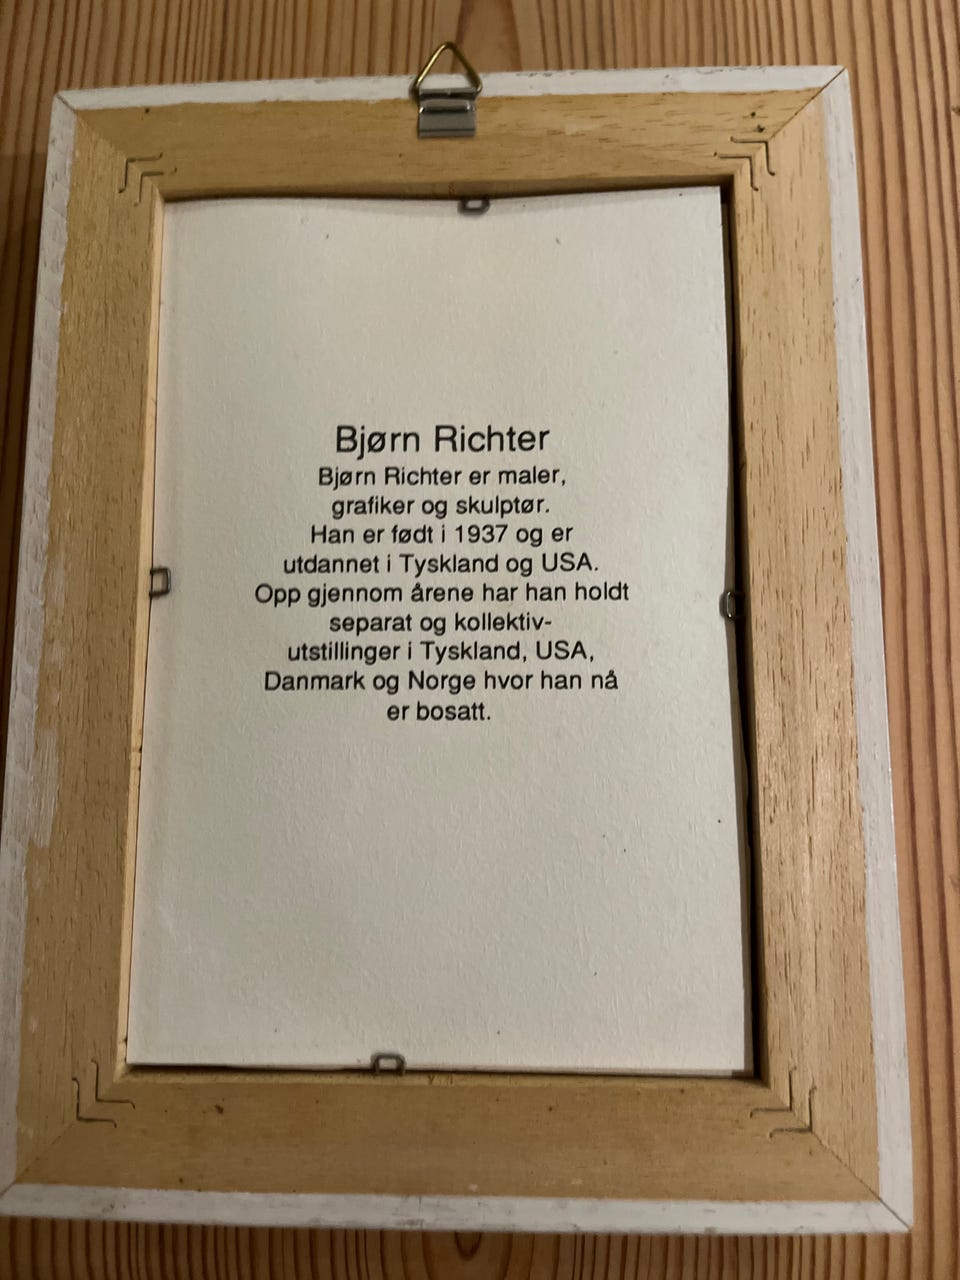 Bjørn Richter
Bjørn Richter er maler,
grafiker og skulptør.
Han er født i 1937 og er
utdannet i Tyskland og USA.
Opp gjennom årene har han holdt
separat og kollektiv-
utstillinger i Tyskland, USA,
Danmark og Norge hvor han nå
er bosatt.